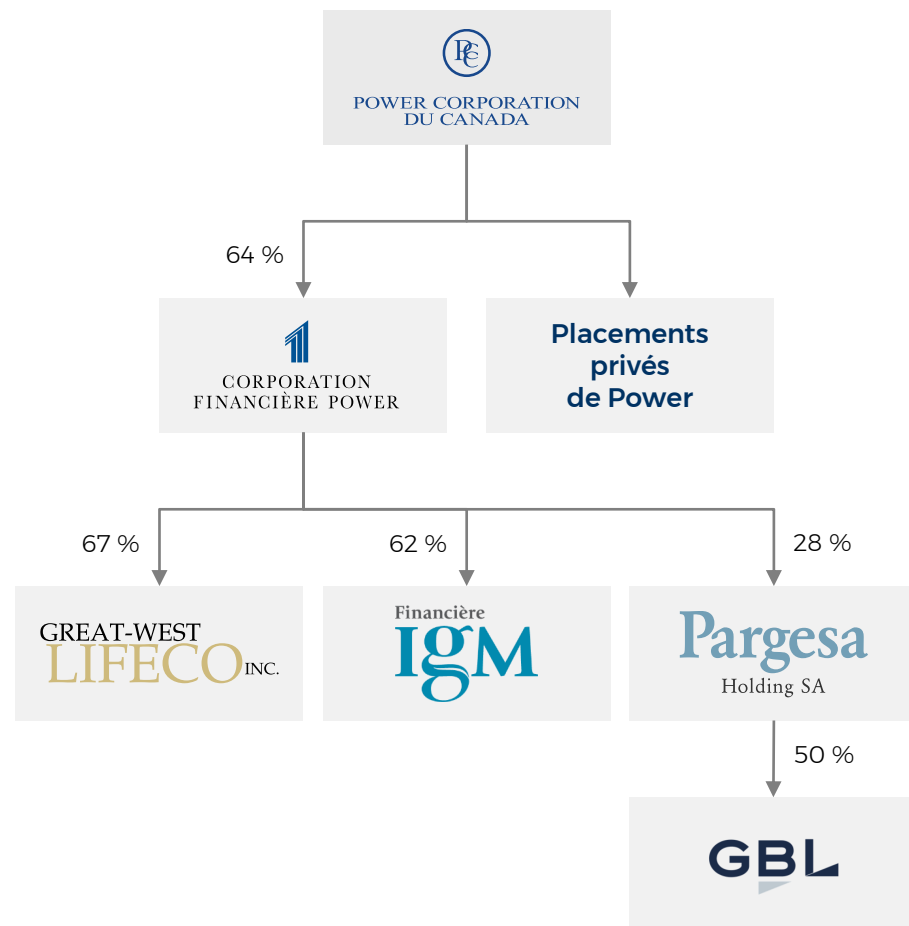 PCC
POWER CORPORATION
DU CANADA
64 %
CORPORATION
FINANCIÈRE POWER
Placements
privés
de Power
67 %
62 %
28 %
GREAT-WEST
LIFECO INC.
Financière
IgM
Pargesa
Holding SA
50 %
GBL